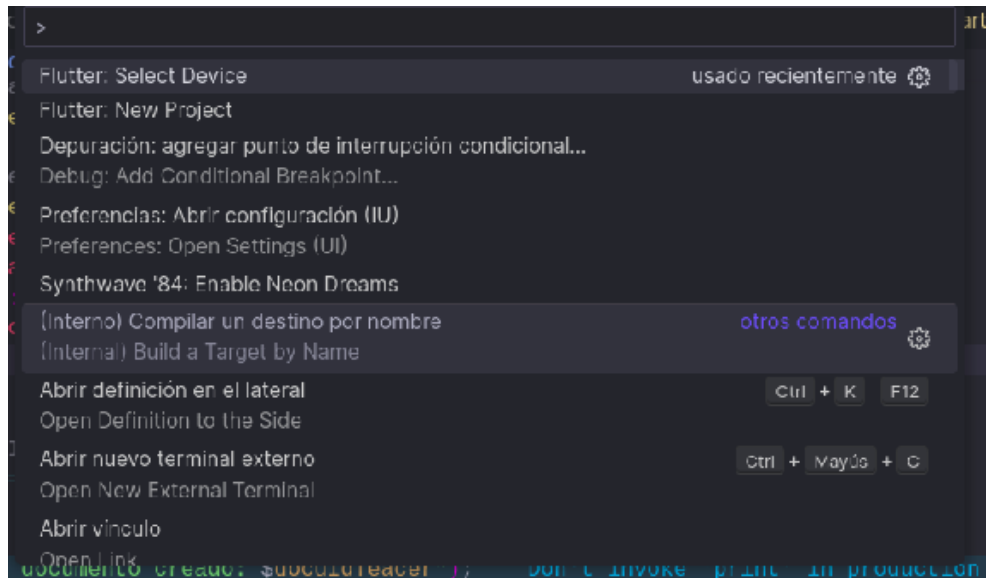 >
Flutter: Select Device usado recientemente
Flutter: New Project
Depuración: agregar punto de interrupción condicional...
Debug: Add Conditional Breakpoint...
Preferencias: Abrir configuración (IU)
Preferences: Open Settings (UI)
Synthwave '84: Enable Neon Dreams
(Interno) Compilar un destino por nombre otros comandos
(Internal) Build a Target by Name
Abrir definición en el lateral Ctrl + K F12
Open Definition to the Side
Abrir nuevo terminal externo Ctrl + Mayús + C
Open New External Terminal
Abrir vínculo
Open Link
documento creado: Don't invoke 'print' in production